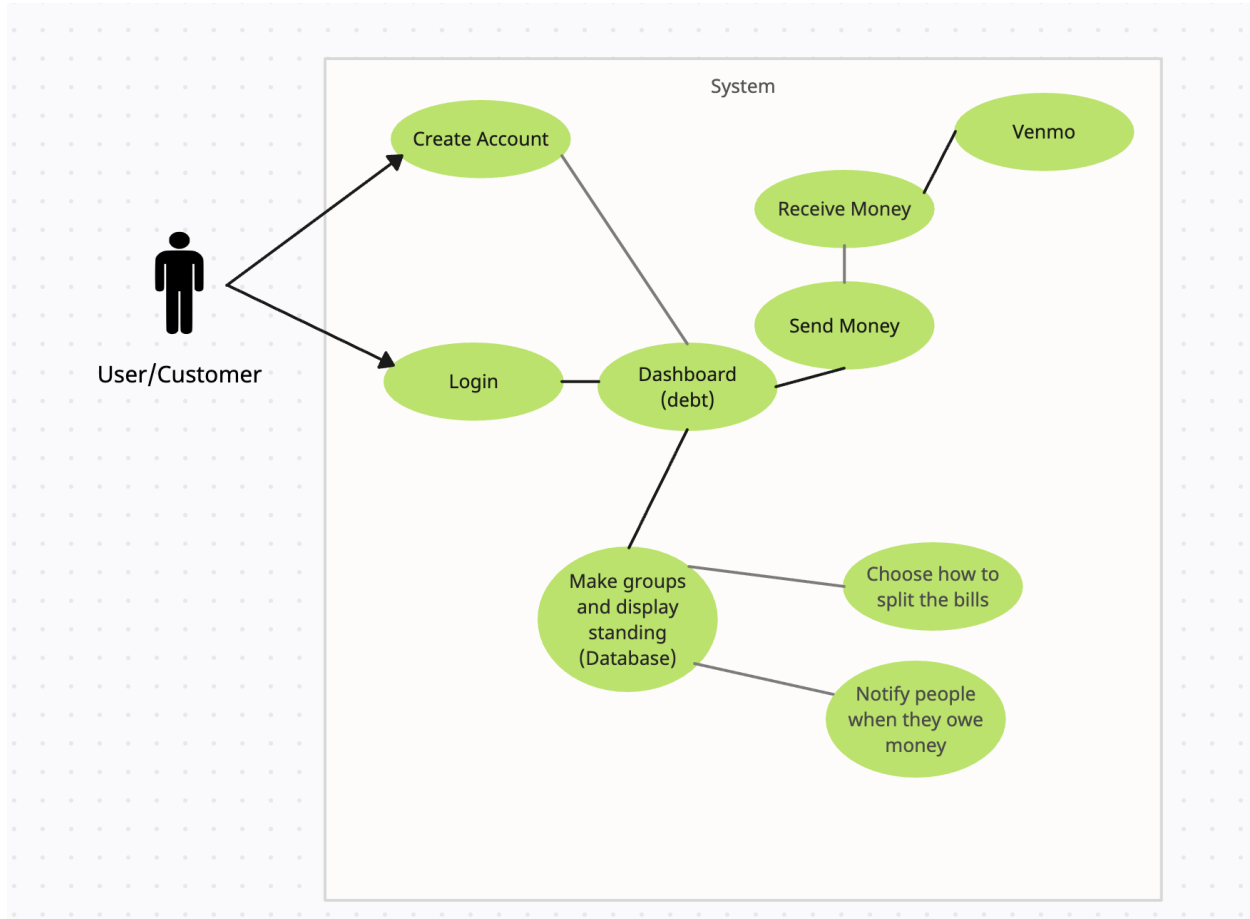 System
Create Account
Venmo
Receive Money
Send Money
User/Customer
Login
Dashboard
(debt)
Make groups
and display
standing
(Database)
Choose how to
split the bills
Notify people
when they owe
money